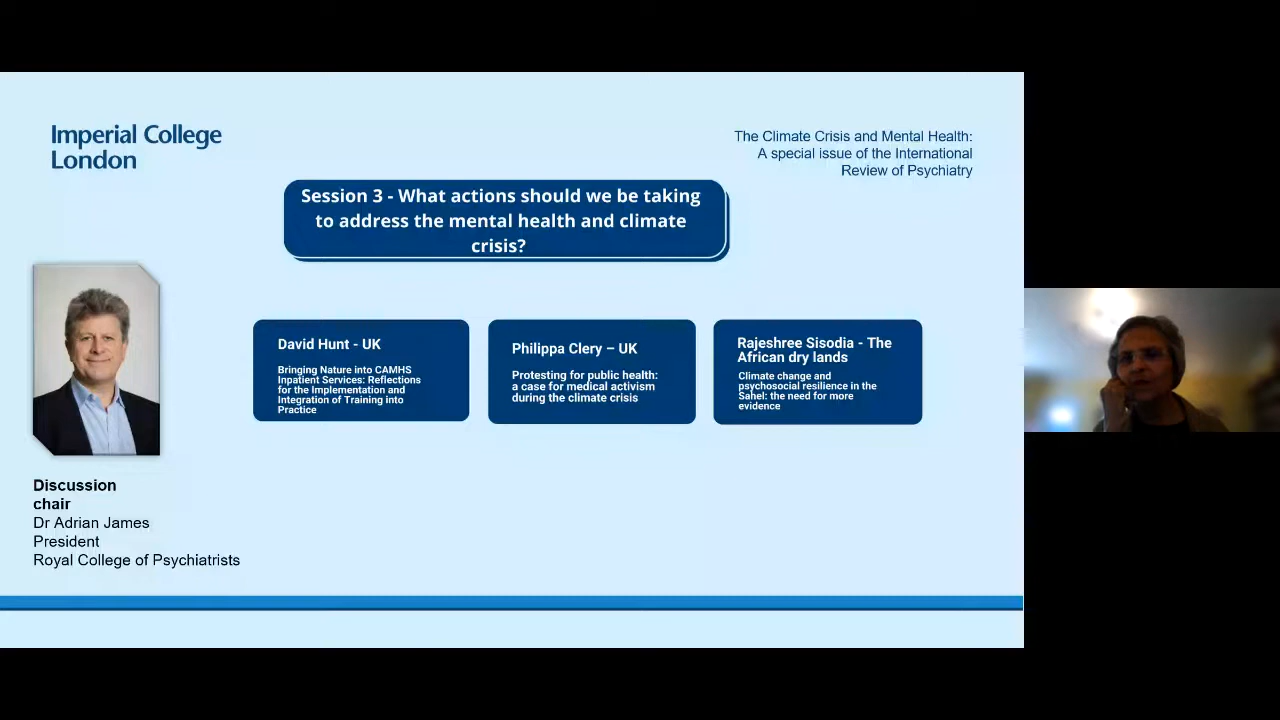 Imperial College
London
The Climate Crisis and Mental Health:
A special issue of the International
Review of Psychiatry
Session 3 - What actions should we be taking
to address the mental health and climate
crisis?
David Hunt - UK
Bringing Nature into CAMHS
Inpatient Services: Reflections
for the Implementation and
Integration of Training into
Practice
Philippa Clery – UK
Protesting for public health:
a case for medical activism
during the climate crisis
Rajeshree Sisodia - The
African dry lands
Climate change and
psychosocial resilience in the
Sahel: the need for more
evidence
Discussion
chair
Dr Adrian James
President
Royal College of Psychiatrists